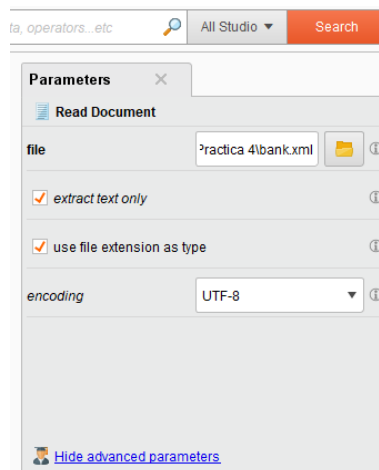 ta, operators...etc
All Studio
Search
Parameters
Read Document
file
Practica 4\bank.xml
extract text only
use file extension as type
encoding
UTF-8
Hide advanced parameters